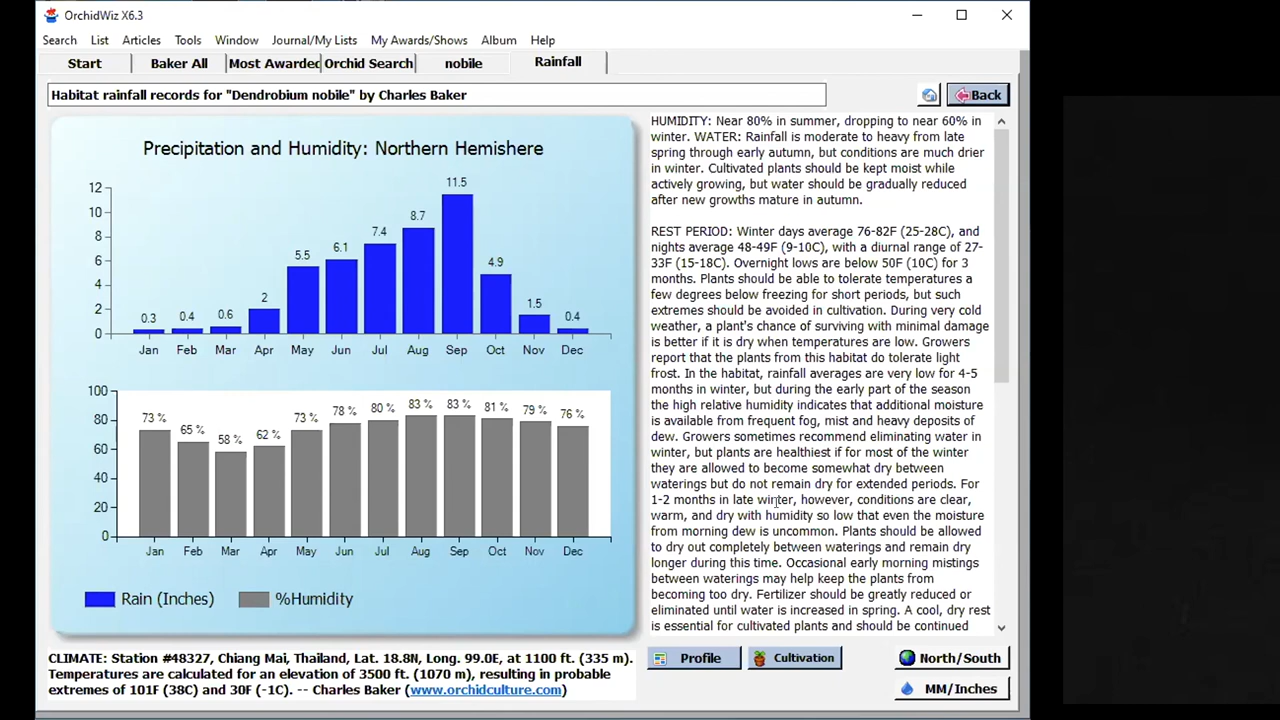 OrchidWiz X6.3
Search List Articles Tools Window Journal/My Lists My Awards/Shows Album Help
Start Baker All Most Awarded Orchid Search nobile Rainfall
Habitat rainfall records for "Dendrobium nobile" by Charles Baker
Back
Precipitation and Humidity: Northern Hemishere
12
10
8
6
4
2
0
0.3 0.4 0.6 2 5.5 6.1 7.4 8.7 11.5 4.9 1.5 0.4
Jan Feb Mar Apr May Jun Jul Aug Sep Oct Nov Dec
100
80
60
40
20
0
73 % 65 % 58 % 62 % 73 % 78 % 80 % 83 % 83 % 81 % 79 % 76 %
Jan Feb Mar Apr May Jun Jul Aug Sep Oct Nov Dec
Rain (Inches) %Humidity
CLIMATE: Station #48327, Chiang Mai, Thailand, Lat. 18.8N, Long. 99.0E, at 1100 ft. (335 m).
Temperatures are calculated for an elevation of 3500 ft. (1070 m), resulting in probable
extremes of 101F (38C) and 30F (-1C). -- Charles Baker (www.orchidculture.com)
HUMIDITY: Near 80% in summer, dropping to near 60% in
winter. WATER: Rainfall is moderate to heavy from late
spring through early autumn, but conditions are much drier
in winter. Cultivated plants should be kept moist while
actively growing, but water should be gradually reduced
after new growths mature in autumn.
REST PERIOD: Winter days average 76-82F (25-28C), and
nights average 48-49F (9-10C), with a diurnal range of 27-
33F (15-18C). Overnight lows are below 50F (10C) for 3
months. Plants should be able to tolerate temperatures a
few degrees below freezing for short periods, but such
extremes should be avoided in cultivation. During very cold
weather, a plant's chance of surviving with minimal damage
is better if it is dry when temperatures are low. Growers
report that the plants from this habitat do tolerate light
frost. In the habitat, rainfall averages are very low for 4-5
months in winter, but during the early part of the season
the high relative humidity indicates that additional moisture
is available from frequent fog, mist and heavy deposits of
dew. Growers sometimes recommend eliminating water in
winter, but plants are healthiest if for most of the winter
they are allowed to become somewhat dry between
waterings but do not remain dry for extended periods. For
1-2 months in late winter, however, conditions are clear,
warm, and dry with humidity so low that even the moisture
from morning dew is uncommon. Plants should be allowed
to dry out completely between waterings and remain dry
longer during this time. Occasional early morning mistings
between waterings may help keep the plants from
becoming too dry. Fertilizer should be greatly reduced or
eliminated until water is increased in spring. A cool, dry rest
is essential for cultivated plants and should be continued
Profile Cultivation North/South
MM/Inches